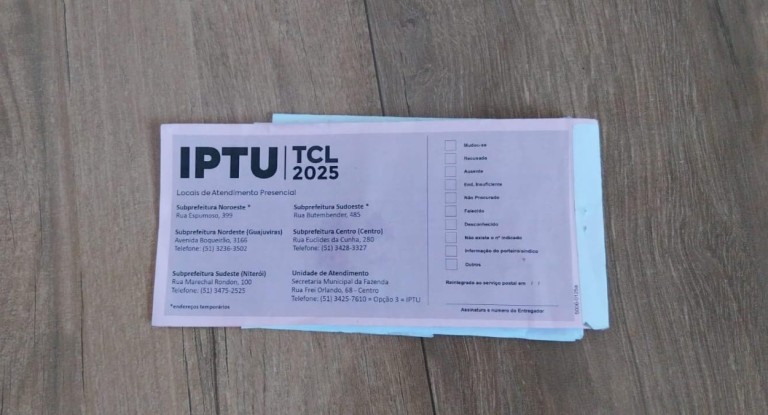 IPTU
TCL
2025
Locais de Atendimento Presencial
Subprefeitura Noroeste *
Rua Espumoso, 399
Subprefeitura Sudoeste *
Rua Butembender, 485
Subprefeitura Nordeste (Guajuviras)
Avenida Boqueirão, 3166
Telefone: (51) 3236-3502
Subprefeitura Centro (Centro)
Rua Euclides da Cunha, 280
Telefone: (51) 3428-3327
Subprefeitura Sudeste (Niterói)
Rua Marechal Rondon, 100
Telefone: (51) 3475-2525
Unidade de Atendimento
Secretaria Municipal da Fazenda
Rua Frei Orlando, 68 - Centro
Telefone: (51) 3425-7610 + Opção 3 = IPTU
*endereços temporários
Mudou-se
Recusado
Ausente
End. Insuficiente
Não Procurado
Falecido
Desconhecido
Não existe o nº indicado
Informação do porteiro/síndico
Outros
Reintegrado ao serviço postal em / /
Assinatura e número do Entregador